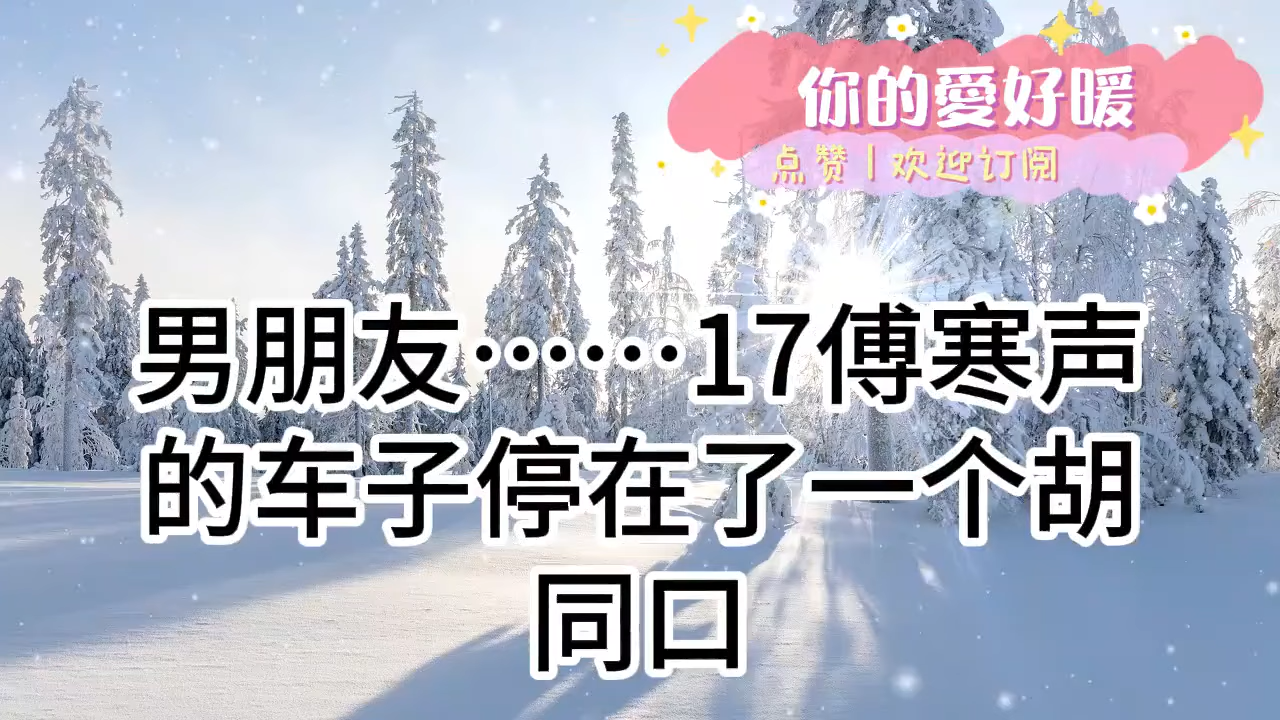 你的愛好暖
点赞丨欢迎订阅
男朋友……17傅寒声
的车子停在了一个胡
同口